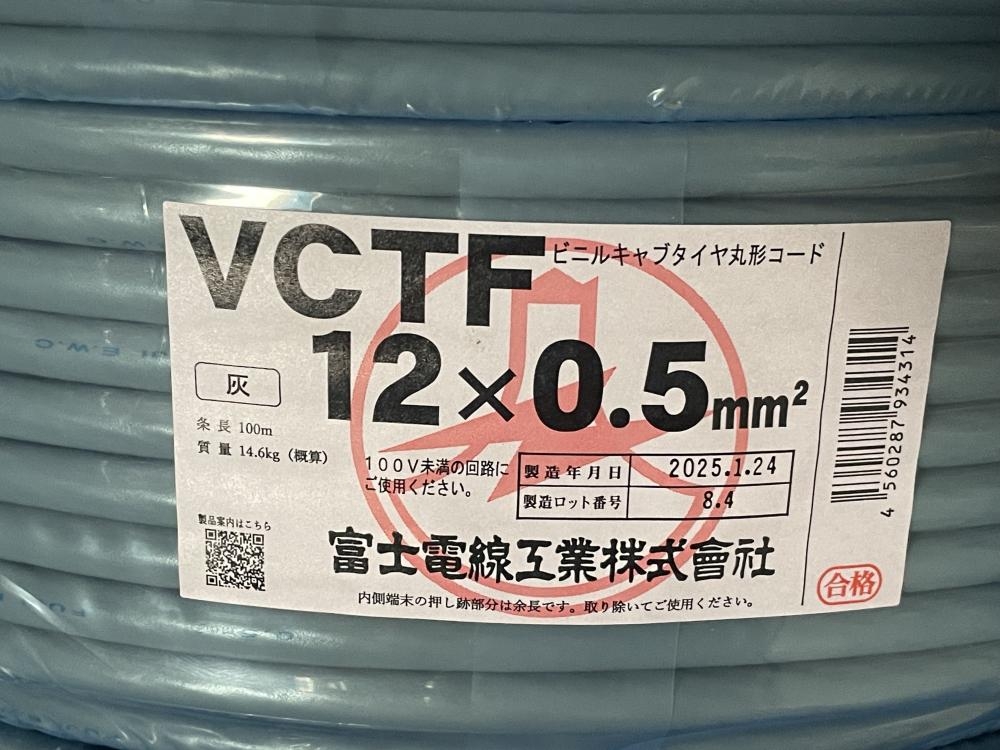 VCTF
ビニルキャブタイヤ丸形コード
12×0.5mm²
灰
条 長 100m
質 量 14.6kg（概算）
100V未満の回路に
ご使用ください。
製造年月日 2025.1.24
製造ロット番号 8.4
製品案内はこちら
富士電線工業株式會社
内側端末の押し跡部分は余長です。取り除いてご使用ください。
合格
4560287934314
E.W.C